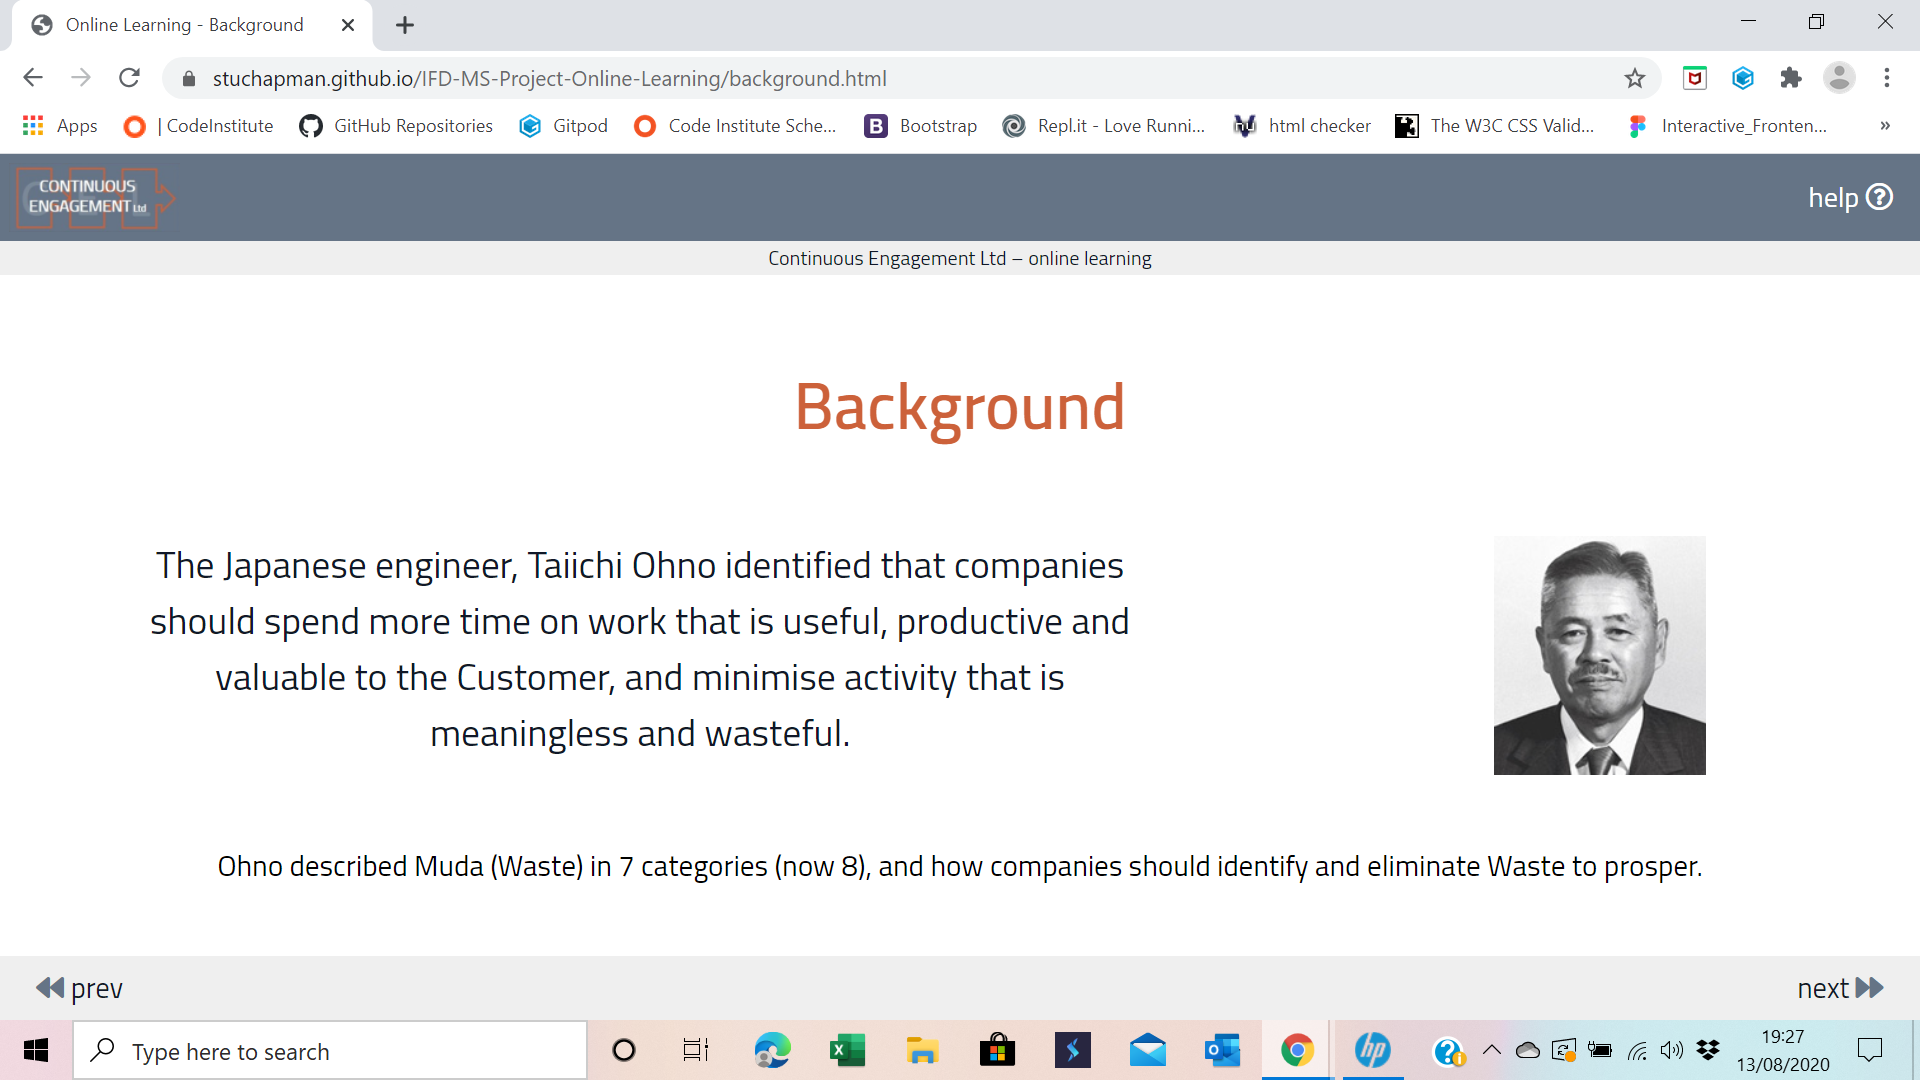 Online Learning - Background
stuchapman.github.io/IFD-MS-Project-Online-Learning/background.html
Apps
| CodeInstitute
GitHub Repositories
Gitpod
Code Institute Sche...
B
Bootstrap
Repl.it - Love Runni...
html checker
The W3C CSS Valid...
Interactive_Fronten...
»
CONTINUOUS
ENGAGEMENT Ltd
help ?
Continuous Engagement Ltd – online learning
Background
The Japanese engineer, Taiichi Ohno identified that companies
should spend more time on work that is useful, productive and
valuable to the Customer, and minimise activity that is
meaningless and wasteful.
Ohno described Muda (Waste) in 7 categories (now 8), and how companies should identify and eliminate Waste to prosper.
prev
next
Type here to search
hp
19:27
13/08/2020